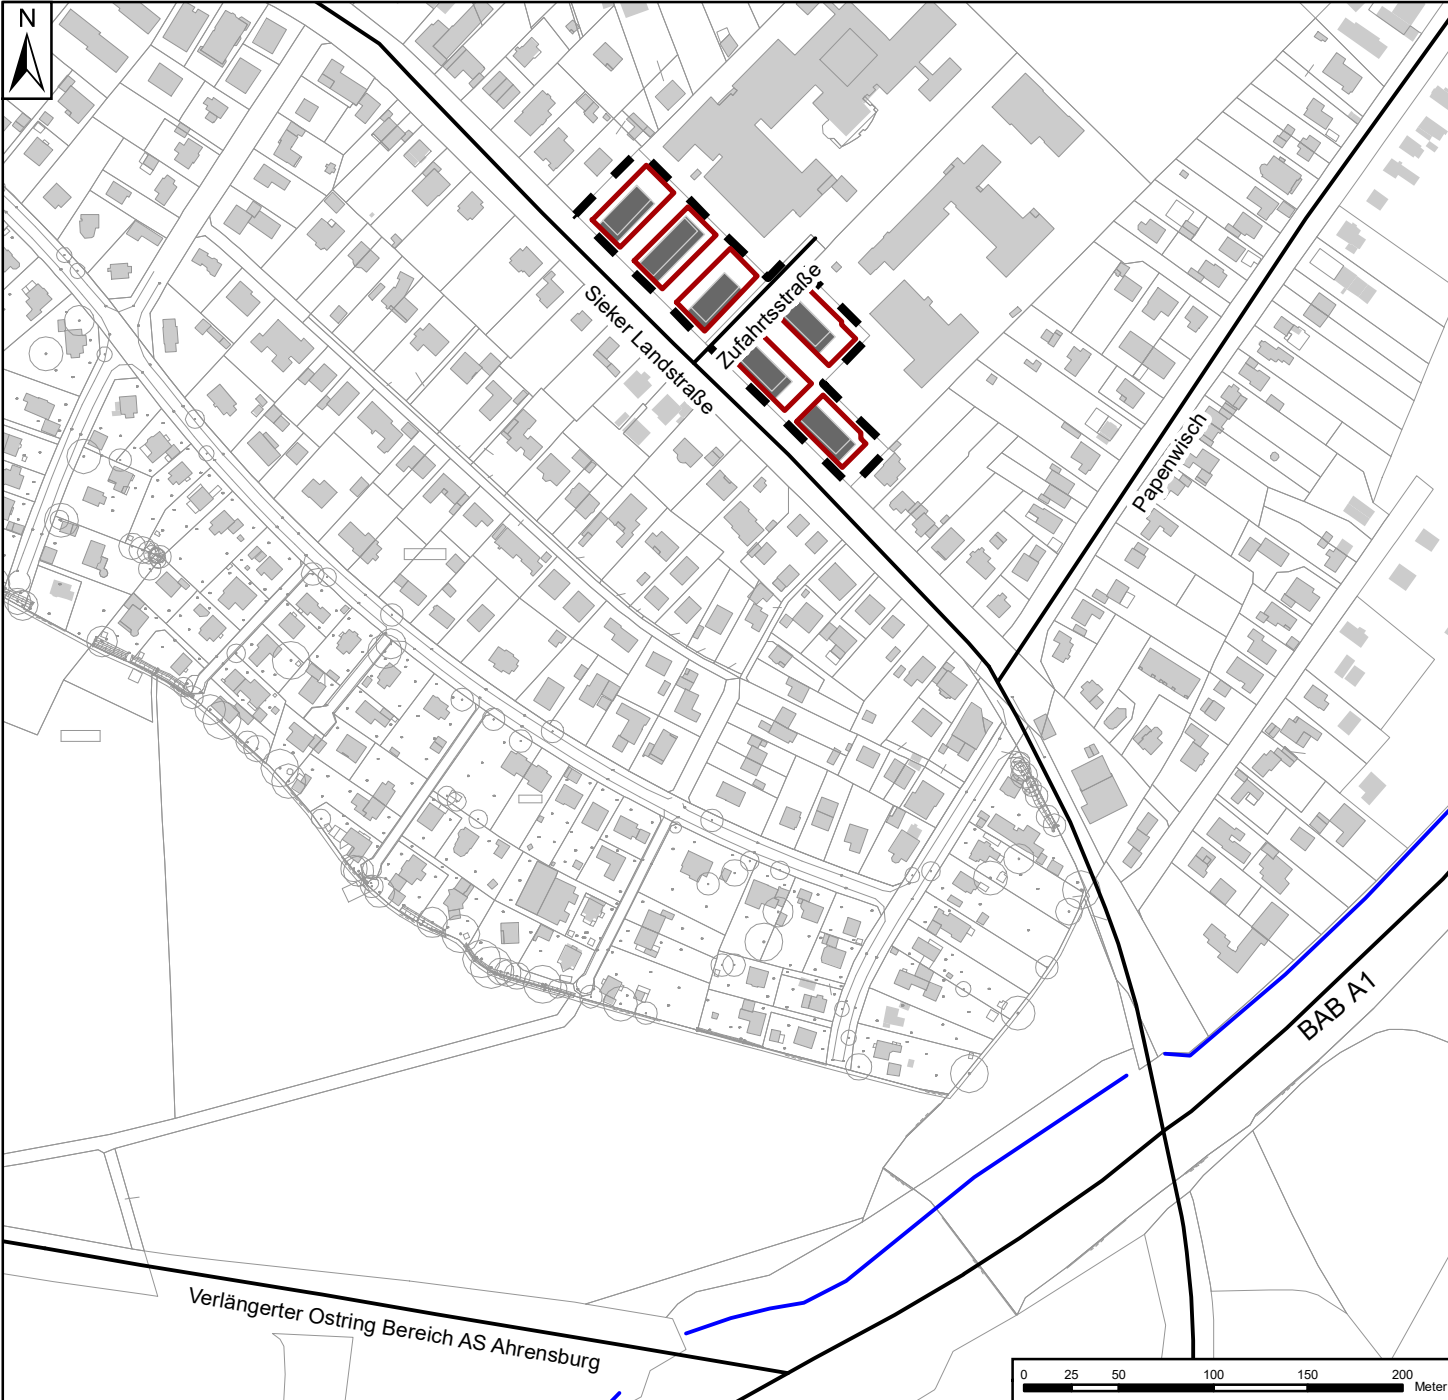 N
Sieker Landstraße
Zufahrtsstraße
Papenwisch
BAB A1
Verlängerter Ostring Bereich AS Ahrensburg
0 25 50 100 150 200
Meter